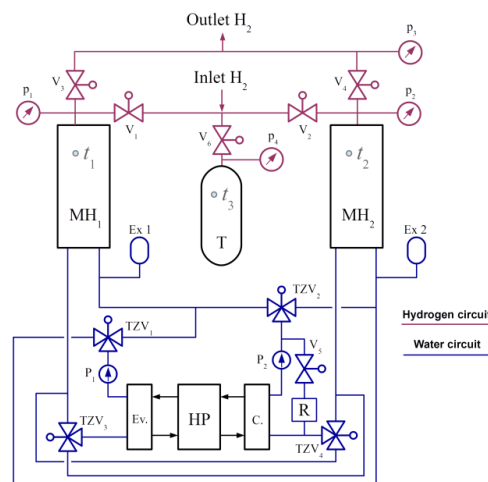 Outlet H₂
p₃
V₃
V₄
Inlet H₂
p₁
p₂
V₁
V₂
V₆
p₄
t₁
t₂
t₃
MH₁
T
MH₂
Ex 1
Ex 2
TZV₂
Hydrogen circuit
TZV₁
Water circuit
V₅
P₁
P₂
Ev.
HP
C.
R
TZV₃
TZV₄